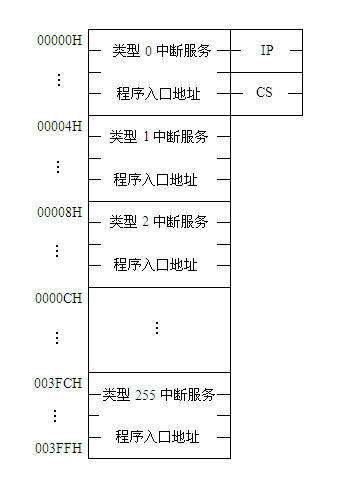 00000H
类型 0 中断服务
IP
⋮
程序入口地址
CS
00004H
类型 1 中断服务
⋮
程序入口地址
00008H
类型 2 中断服务
⋮
程序入口地址
0000CH
⋮
⋮
003FCH
类型 255 中断服务
⋮
程序入口地址
003FFH